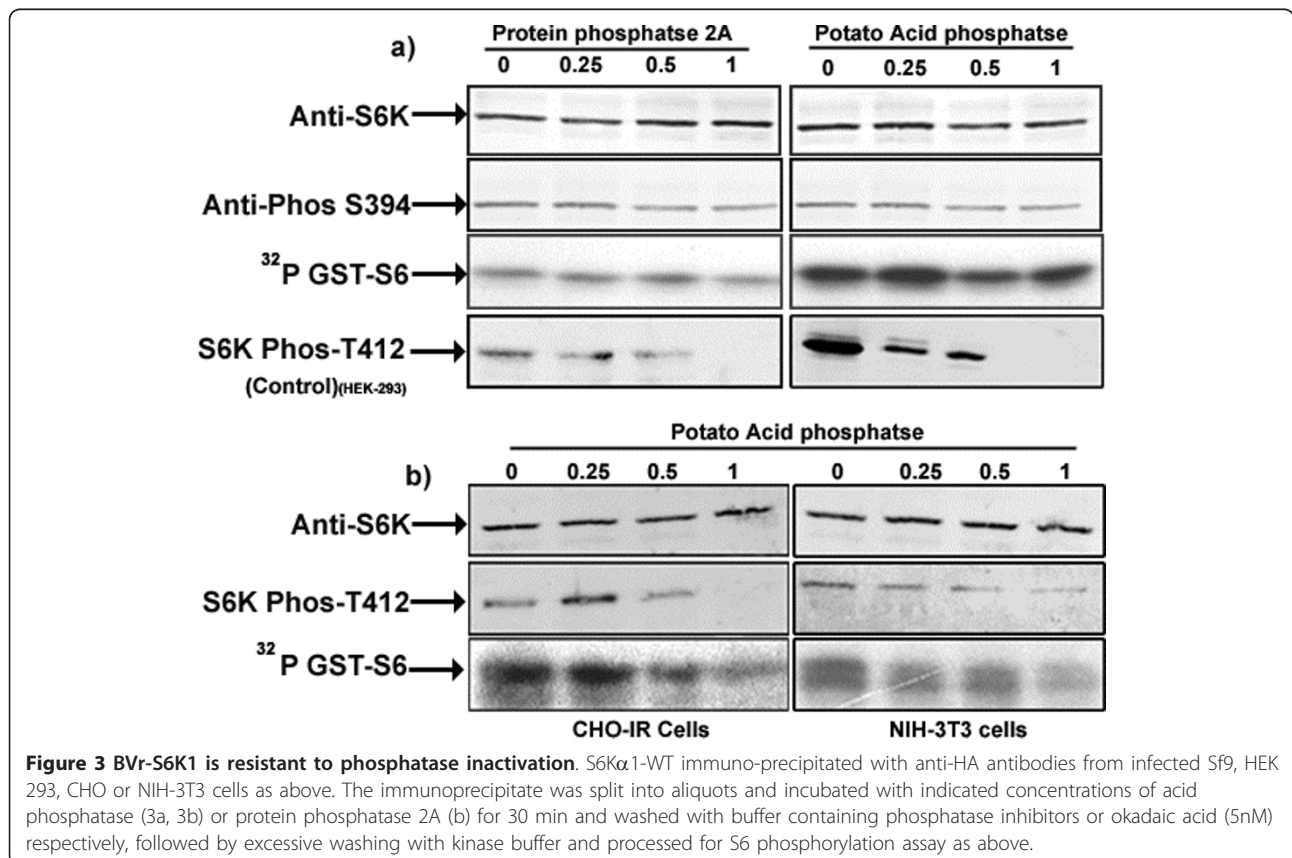 a)
Protein phosphatse 2A
Potato Acid phosphatse
0 0.25 0.5 1
0 0.25 0.5 1
Anti-S6K
Anti-Phos S394
32P GST-S6
S6K Phos-T412
(Control)(HEK-293)
Potato Acid phosphatse
b)
0 0.25 0.5 1
0 0.25 0.5 1
Anti-S6K
S6K Phos-T412
32P GST-S6
CHO-IR Cells
NIH-3T3 cells
Figure 3 BVr-S6K1 is resistant to phosphatase inactivation. S6Kα1-WT immuno-precipitated with anti-HA antibodies from infected Sf9, HEK
293, CHO or NIH-3T3 cells as above. The immunoprecipitate was split into aliquots and incubated with indicated concentrations of acid
phosphatase (3a, 3b) or protein phosphatase 2A (b) for 30 min and washed with buffer containing phosphatase inhibitors or okadaic acid (5nM)
respectively, followed by excessive washing with kinase buffer and processed for S6 phosphorylation assay as above.